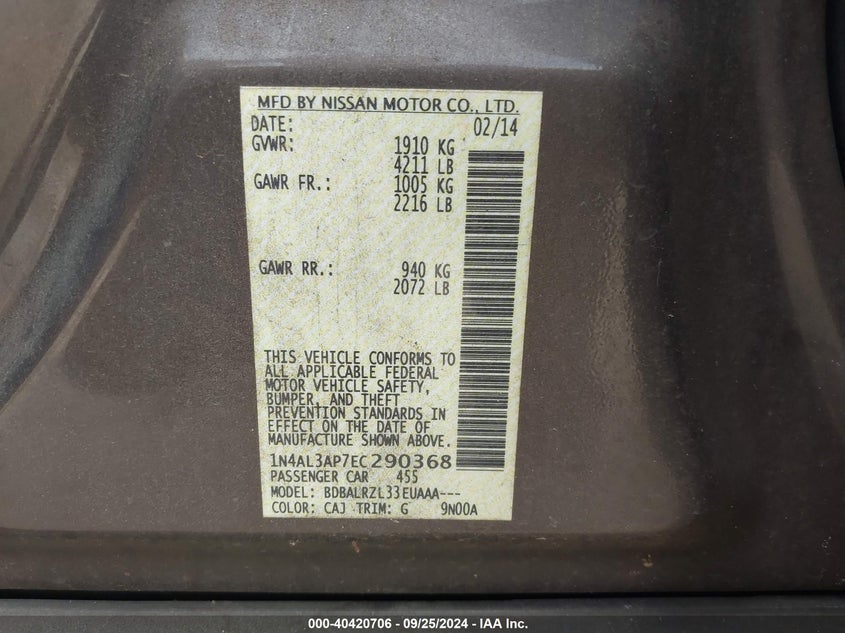 MFD BY NISSAN MOTOR CO., LTD.
DATE: 02/14
GVWR: 1910 KG
4211 LB
GAWR FR.: 1005 KG
2216 LB
GAWR RR.: 940 KG
2072 LB
THIS VEHICLE CONFORMS TO
ALL APPLICABLE FEDERAL
MOTOR VEHICLE SAFETY,
BUMPER, AND THEFT
PREVENTION STANDARDS IN
EFFECT ON THE DATE OF
MANUFACTURE SHOWN ABOVE.
1N4AL3AP7EC290368
PASSENGER CAR 455
MODEL: BDBALRZL33EUAAA---
COLOR: CAJ TRIM: G 9N00A
000-40420706 - 09/25/2024 - IAA Inc.